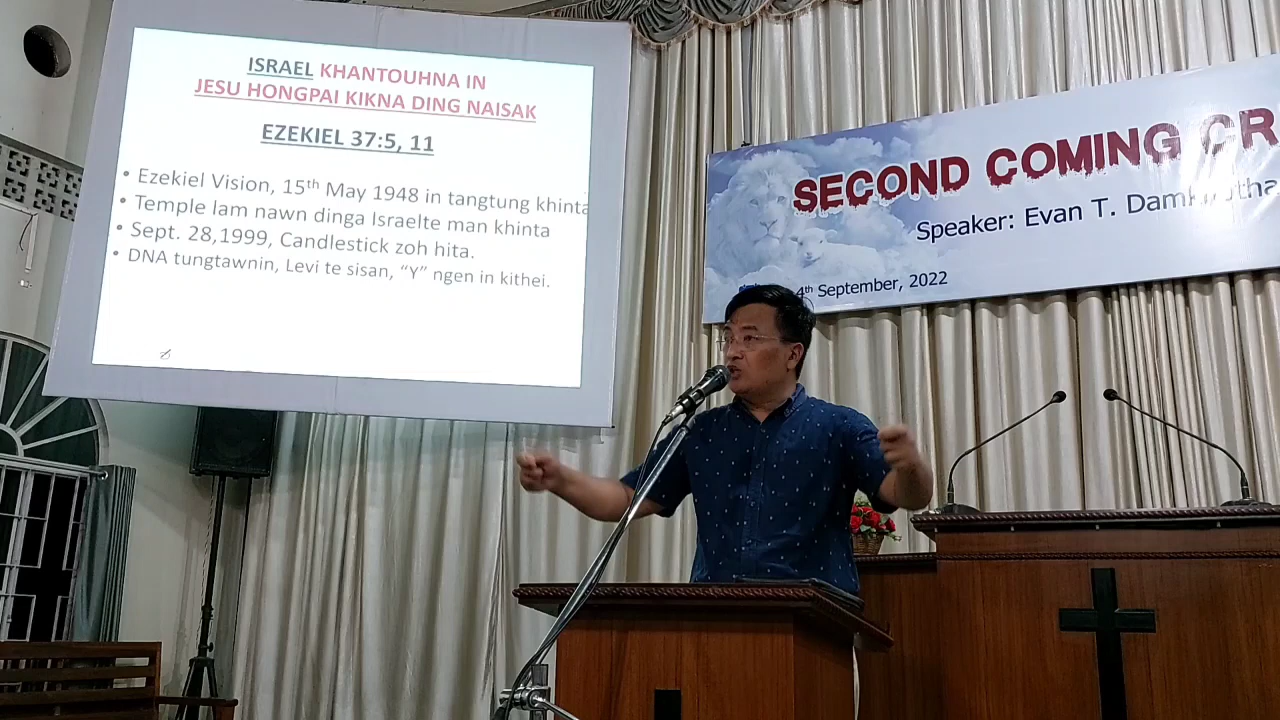 ISRAEL KHANTOUHNA IN
JESU HONGPAI KIKNA DING NAISAK
EZEKIEL 37:5, 11
• Ezekiel Vision, 15th May 1948 in tangtung khinta
• Temple lam nawn dinga Israelte man khinta
• Sept. 28,1999, Candlestick zoh hita.
• DNA tungtawnin, Levi te sisan, “Y” ngen in kithei.
SECOND COMING CR
Speaker: Evan T.
4th September, 2022